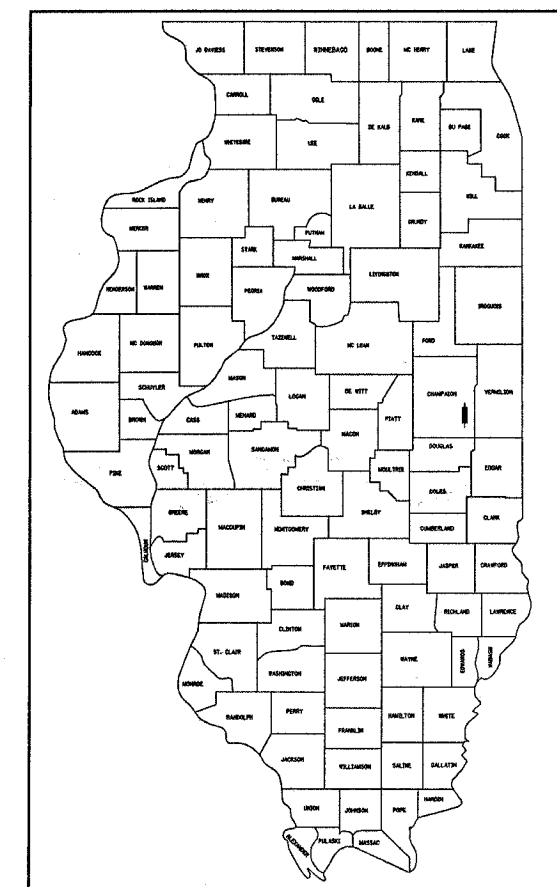 JO DAVIESS STEVENSON WINNEBAGO BOONE MC HENRY LAKE
CARROLL OGLE DE KALB KANE DU PAGE COOK
WHITESIDE LEE KENDALL WILL
ROCK ISLAND HENRY BUREAU LA SALLE GRUNDY
MERCER PUTNAM KANKAKEE
STARK MARSHALL LIVINGSTON
HENDERSON WARREN KNOX PEORIA WOODFORD IROQUOIS
HANCOCK MC DONOUGH FULTON TAZEWELL MC LEAN FORD
SCHUYLER MASON LOGAN DE WITT CHAMPAIGN VERMILION
ADAMS BROWN CASS MENARD MACON PIATT
PIKE SCOTT MORGAN SANGAMON MOULTRIE DOUGLAS EDGAR
CHRISTIAN COLES
GREENE MACOUPIN MONTGOMERY SHELBY CUMBERLAND CLARK
CALHOUN JERSEY FAYETTE EFFINGHAM JASPER CRAWFORD
MADISON BOND CLAY RICHLAND LAWRENCE
CLINTON MARION WAYNE EDWARDS WABASH
ST. CLAIR WASHINGTON JEFFERSON
MONROE RANDOLPH PERRY FRANKLIN HAMILTON WHITE
JACKSON WILLIAMSON SALINE GALLATIN
UNION JOHNSON POPE HARDIN
ALEXANDER PULASKI MASSAC